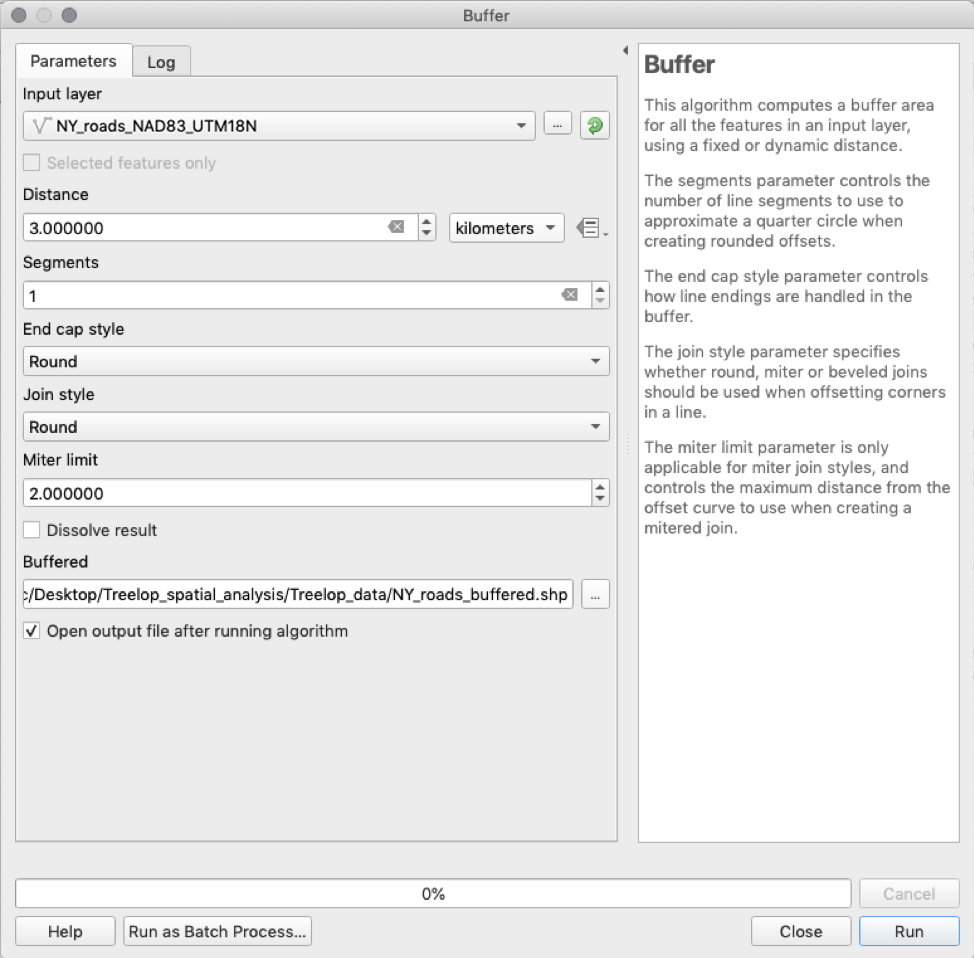 Buffer
Parameters
Log
Input layer
NY_roads_NAD83_UTM18N
...
Selected features only
Distance
3.000000
kilometers
Segments
1
End cap style
Round
Join style
Round
Miter limit
2.000000
Dissolve result
Buffered
:/Desktop/Treelop_spatial_analysis/Treelop_data/NY_roads_buffered.shp
...
Open output file after running algorithm
Buffer
This algorithm computes a buffer area
for all the features in an input layer,
using a fixed or dynamic distance.
The segments parameter controls the
number of line segments to use to
approximate a quarter circle when
creating rounded offsets.
The end cap style parameter controls
how line endings are handled in the
buffer.
The join style parameter specifies
whether round, miter or beveled joins
should be used when offsetting corners
in a line.
The miter limit parameter is only
applicable for miter join styles, and
controls the maximum distance from the
offset curve to use when creating a
mitered join.
0%
Cancel
Help
Run as Batch Process...
Close
Run